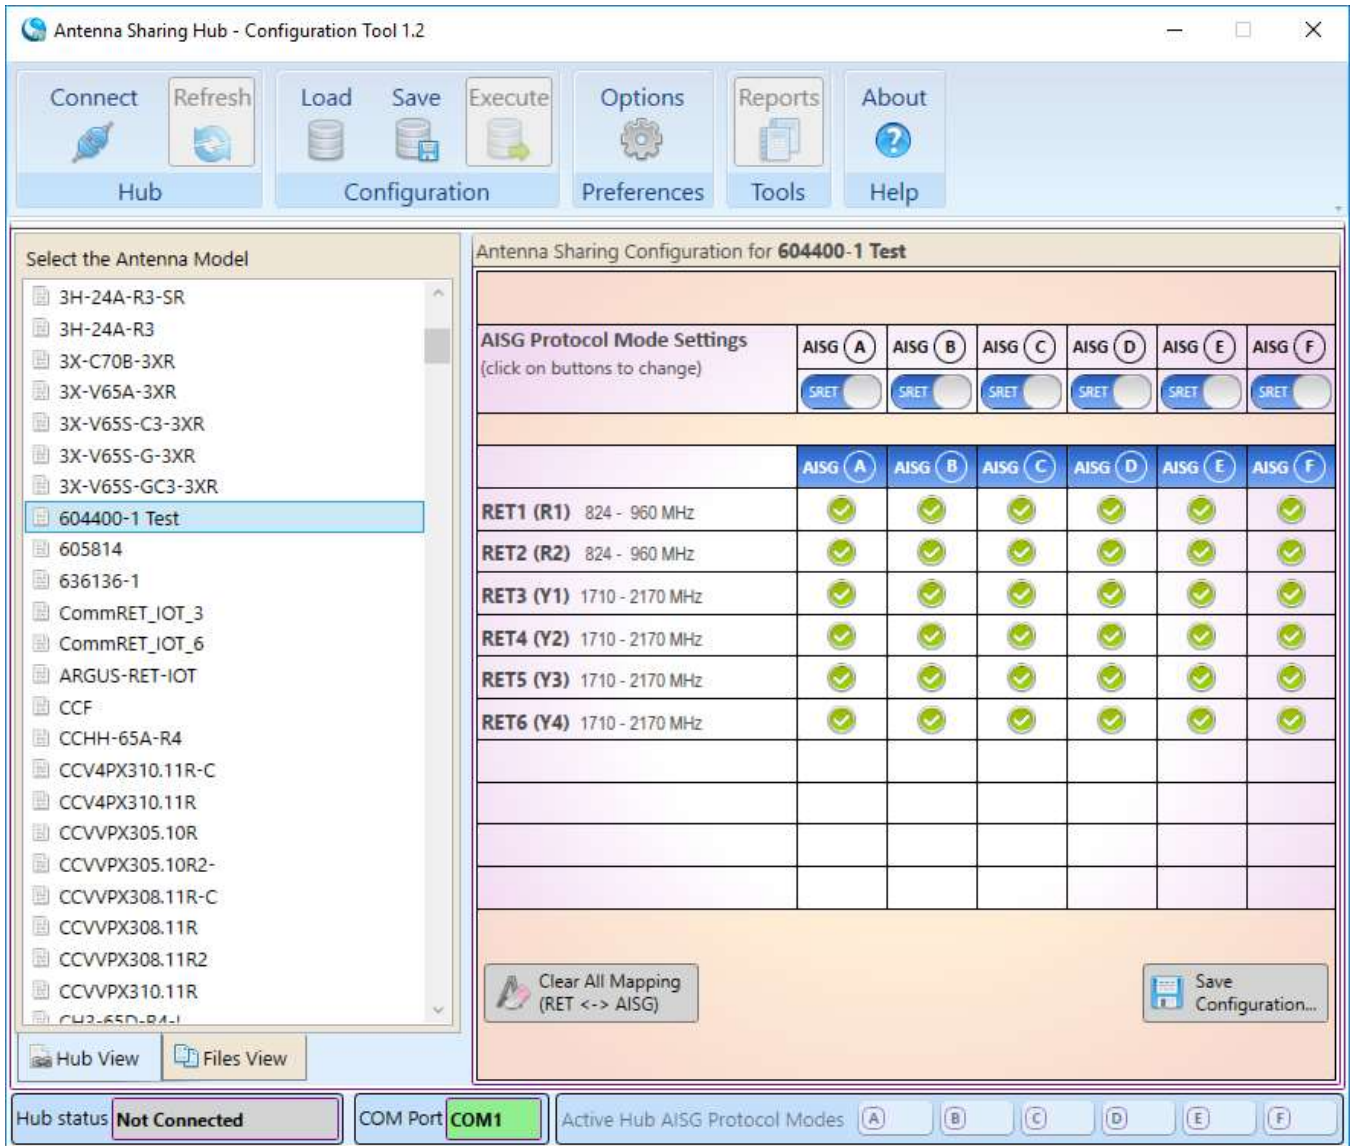 Antenna Sharing Hub - Configuration Tool 1.2
Connect Refresh Load Save Execute Options Reports About
Hub Configuration Preferences Tools Help
Select the Antenna Model
3H-24A-R3-SR
3H-24A-R3
3X-C70B-3XR
3X-V65A-3XR
3X-V65S-C3-3XR
3X-V65S-G-3XR
3X-V65S-GC3-3XR
604400-1 Test
605814
636136-1
CommRET_IOT_3
CommRET_IOT_6
ARGUS-RET-IOT
CCF
CCHH-65A-R4
CCV4PX310.11R-C
CCV4PX310.11R
CCVVPX305.10R
CCVVPX305.10R2-
CCVVPX308.11R-C
CCVVPX308.11R
CCVVPX308.11R2
CCVVPX310.11R
Hub View Files View
Antenna Sharing Configuration for 604400-1 Test
AISG Protocol Mode Settings
(click on buttons to change)
AISG A AISG B AISG C AISG D AISG E AISG F
SRET SRET SRET SRET SRET SRET
AISG A AISG B AISG C AISG D AISG E AISG F
RET1 (R1) 824 - 960 MHz
RET2 (R2) 824 - 960 MHz
RET3 (Y1) 1710 - 2170 MHz
RET4 (Y2) 1710 - 2170 MHz
RET5 (Y3) 1710 - 2170 MHz
RET6 (Y4) 1710 - 2170 MHz
Clear All Mapping
(RET <-> AISG)
Save
Configuration...
Hub status Not Connected COM Port COM1 Active Hub AISG Protocol Modes A B C D E F